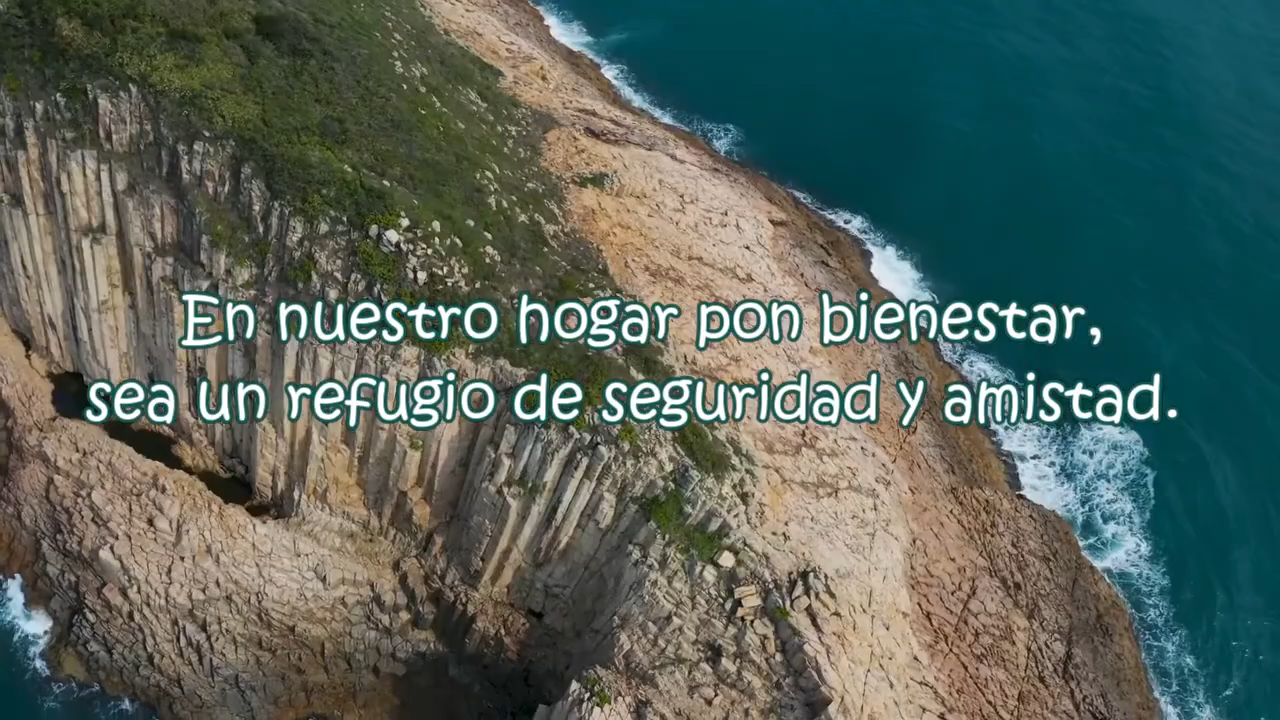 En nuestro hogar pon bienestar,
sea un refugio de seguridad y amistad.